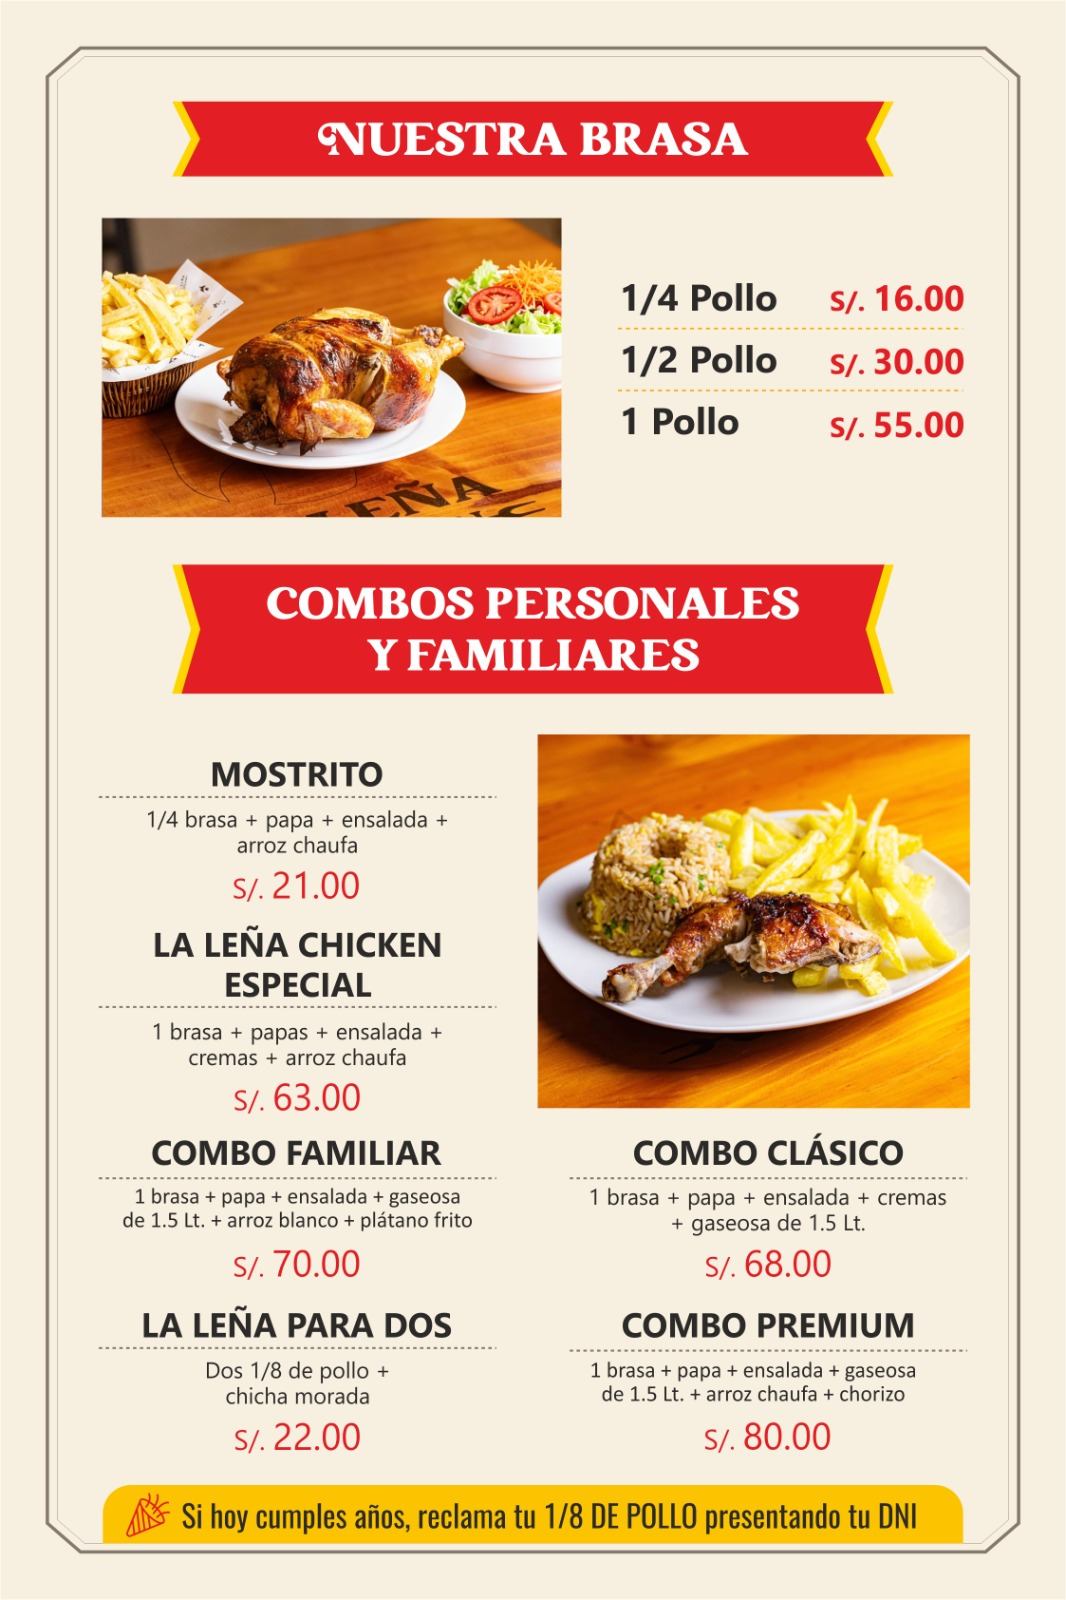 NUESTRA BRASA
1/4 Pollo S/. 16.00
1/2 Pollo S/. 30.00
1 Pollo S/. 55.00
LEÑA
COMBOS PERSONALES
Y FAMILIARES
MOSTRITO
1/4 brasa + papa + ensalada +
arroz chaufa
S/. 21.00
LA LEÑA CHICKEN
ESPECIAL
1 brasa + papas + ensalada +
cremas + arroz chaufa
S/. 63.00
COMBO FAMILIAR
1 brasa + papa + ensalada + gaseosa
de 1.5 Lt. + arroz blanco + plátano frito
S/. 70.00
COMBO CLÁSICO
1 brasa + papa + ensalada + cremas
+ gaseosa de 1.5 Lt.
S/. 68.00
LA LEÑA PARA DOS
Dos 1/8 de pollo +
chicha morada
S/. 22.00
COMBO PREMIUM
1 brasa + papa + ensalada + gaseosa
de 1.5 Lt. + arroz chaufa + chorizo
S/. 80.00
Si hoy cumples años, reclama tu 1/8 DE POLLO presentando tu DNI